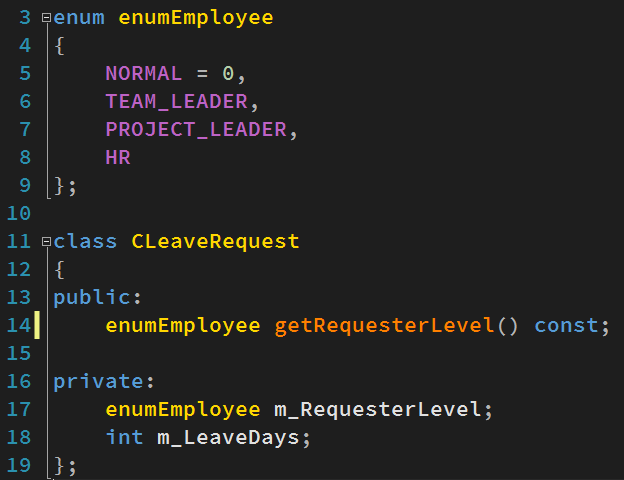 3 enum enumEmployee
4 {
5     NORMAL = 0,
6     TEAM_LEADER,
7     PROJECT_LEADER,
8     HR
9 };
10
11 class CLeaveRequest
12 {
13 public:
14     enumEmployee getRequesterLevel() const;
15
16 private:
17     enumEmployee m_RequesterLevel;
18     int m_LeaveDays;
19 };